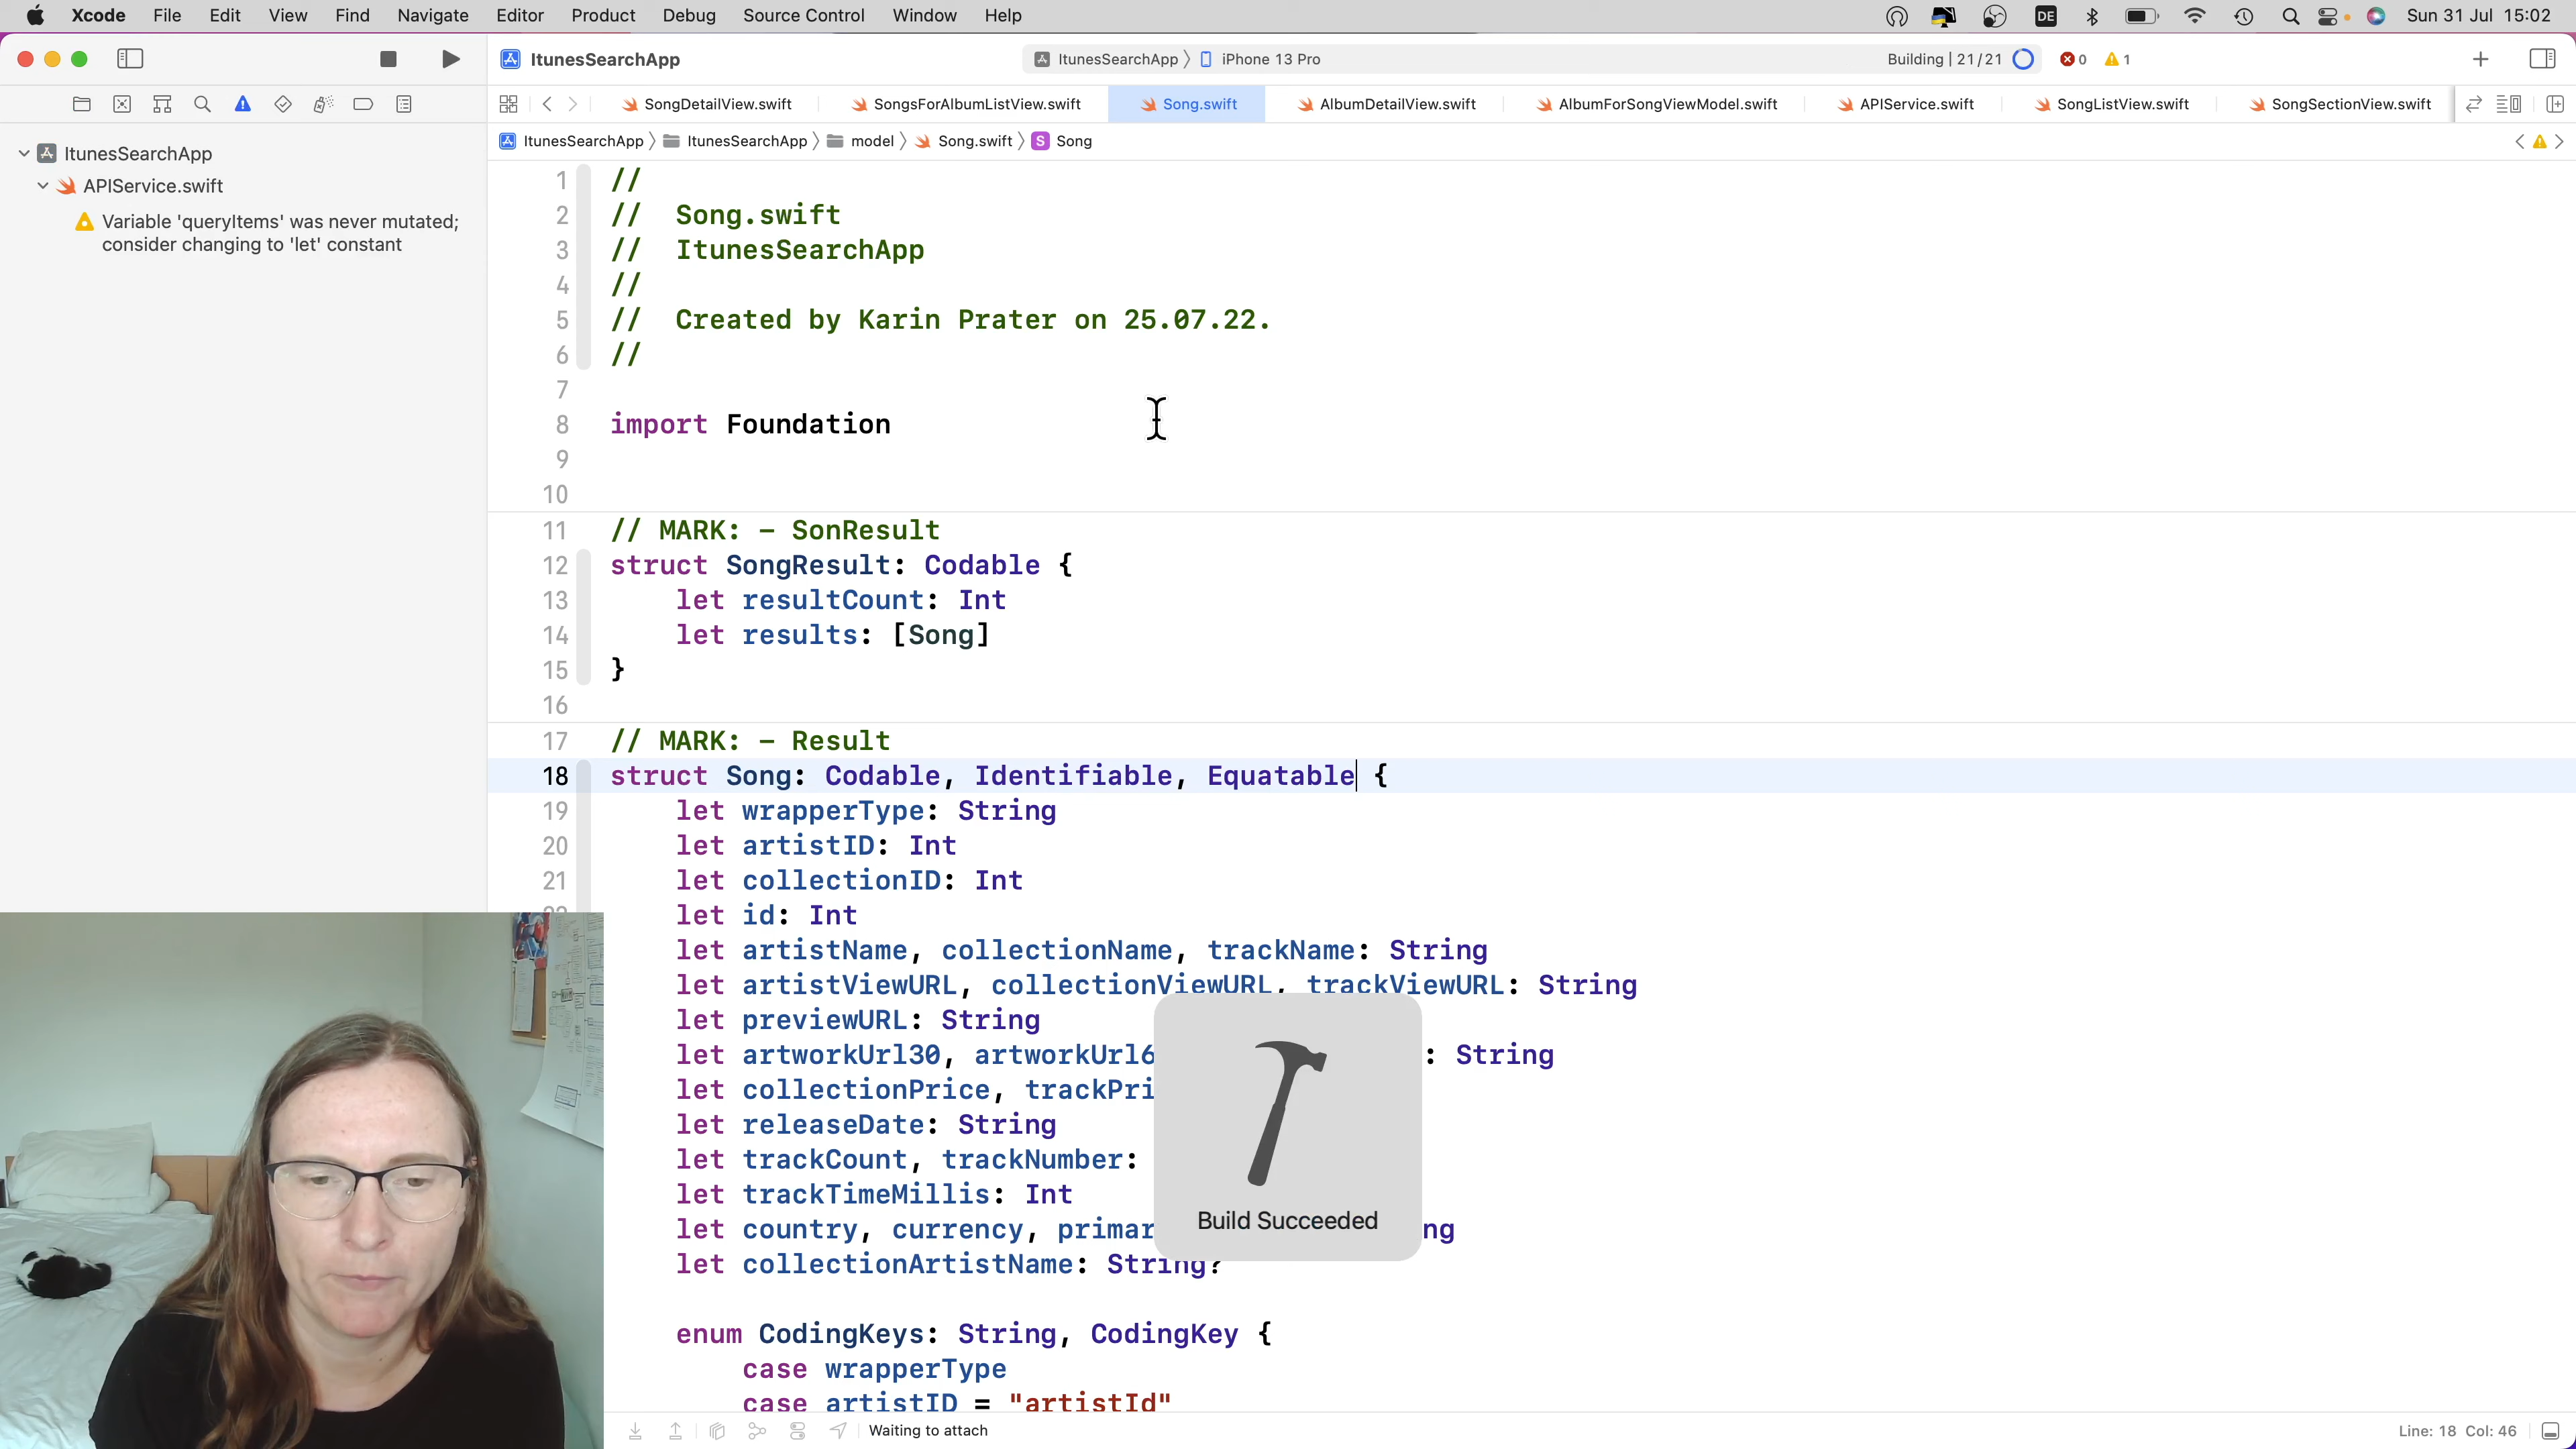 Xcode File Edit View Find Navigate Editor Product Debug Source Control Window Help DE Sun 31 Jul 15:02
ItunesSearchApp ItunesSearchApp iPhone 13 Pro Building | 21/21 0 1
SongDetailView.swift SongsForAlbumListView.swift Song.swift AlbumDetailView.swift AlbumForSongViewModel.swift APIService.swift SongListView.swift SongSectionView.swift
ItunesSearchApp ItunesSearchApp model Song.swift S Song
ItunesSearchApp
APIService.swift
Variable 'queryItems' was never mutated;
consider changing to 'let' constant
1 //
2 // Song.swift
3 // ItunesSearchApp
4 //
5 // Created by Karin Prater on 25.07.22.
6 //
7
8 import Foundation
9
10
11 // MARK: - SonResult
12 struct SongResult: Codable {
13 let resultCount: Int
14 let results: [Song]
15 }
16
17 // MARK: - Result
18 struct Song: Codable, Identifiable, Equatable {
19 let wrapperType: String
20 let artistID: Int
21 let collectionID: Int
let id: Int
let artistName, collectionName, trackName: String
let artistViewURL, collectionViewURL, trackViewURL: String
let previewURL: String
let artworkUrl30, artworkUrl6 : String
let collectionPrice, trackPri
let releaseDate: String
let trackCount, trackNumber:
let trackTimeMillis: Int
let country, currency, primar ng
let collectionArtistName: String?
enum CodingKeys: String, CodingKey {
case wrapperType
case artistID = "artistId"
Build Succeeded
Waiting to attach
Line: 18 Col: 46